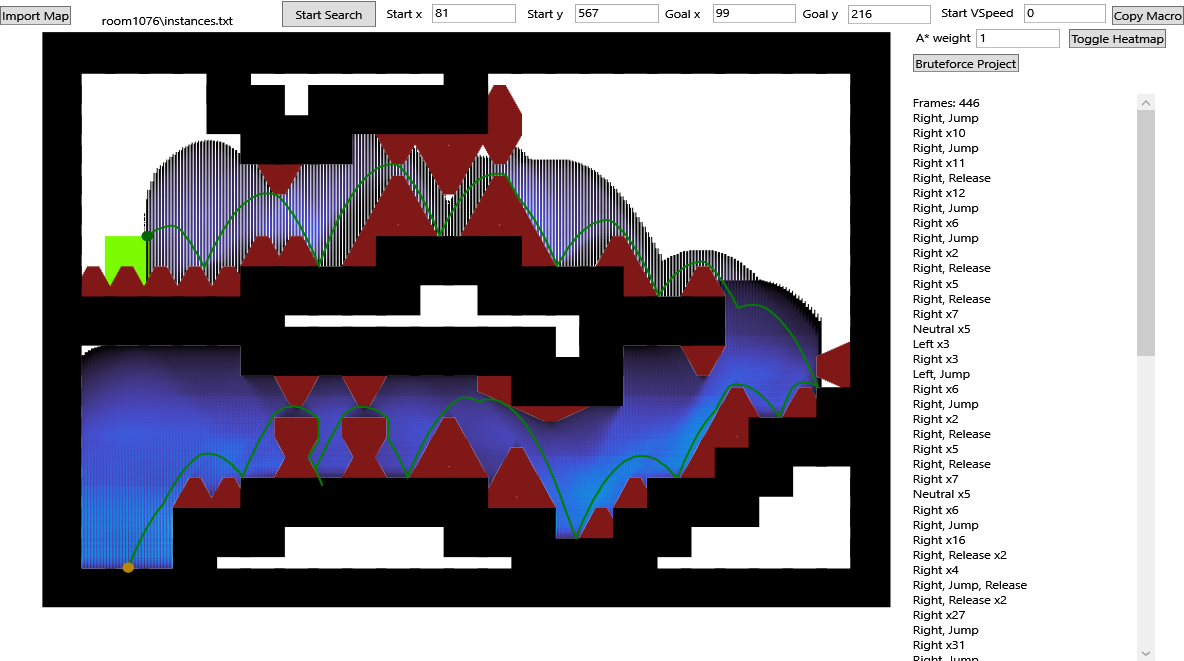 Import Map
room1076\instances.txt
Start Search
Start x 81 Start y 567 Goal x 99 Goal y 216 Start VSpeed 0
Copy Macro
A* weight 1 Toggle Heatmap
Bruteforce Project
Frames: 446
Right, Jump
Right x10
Right, Jump
Right x11
Right, Release
Right x12
Right, Jump
Right x6
Right, Jump
Right x2
Right, Release
Right x5
Right, Release
Right x7
Neutral x5
Left x3
Right x3
Left, Jump
Right x6
Right, Jump
Right x2
Right, Release
Right x5
Right, Release
Right x7
Neutral x5
Right x6
Right, Jump
Right x16
Right, Release x2
Right x4
Right, Jump, Release
Right, Release x2
Right x27
Right, Jump
Right x31
Right, Jump